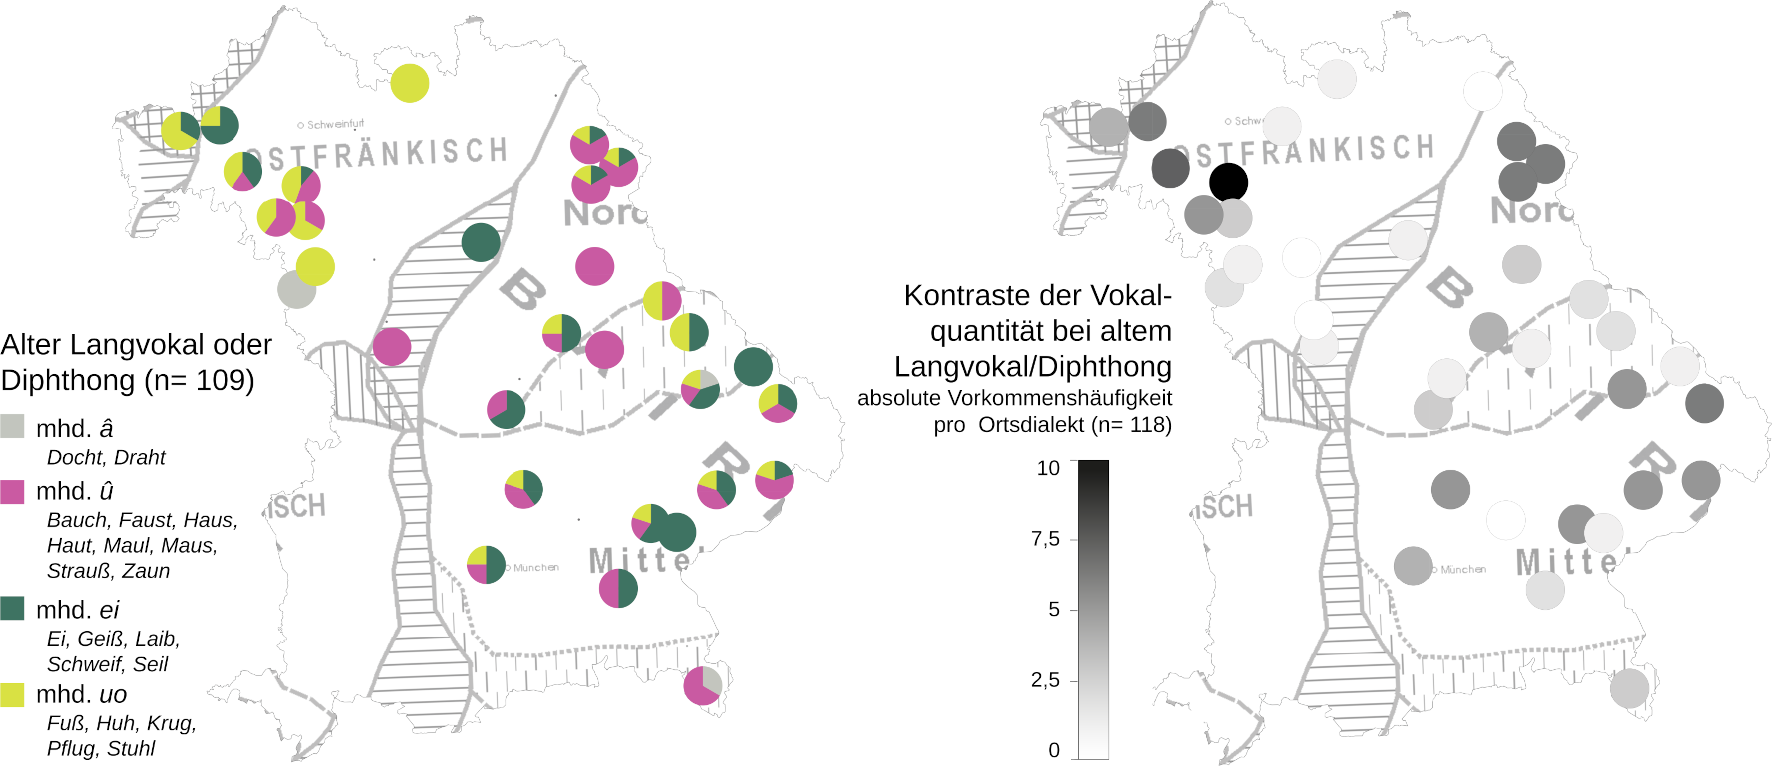 Schweinfurt
OSTFRÄNKISCH
Nord
B
Alter Langvokal oder
Diphthong (n= 109)
mhd. â
Docht, Draht
mhd. û
Bauch, Faust, Haus,
Haut, Maul, Maus,
Strauß, Zaun
mhd. ei
Ei, Geiß, Laib,
Schweif, Seil
mhd. uo
Fuß, Huh, Krug,
Pflug, Stuhl
R
ISCH
Mitte
München
Schw
OSTFRÄNKISCH
Nord
B
Kontraste der Vokal-
quantität bei altem
Langvokal/Diphthong
absolute Vorkommenshäufigkeit
pro Ortsdialekt (n= 118)
10
7,5
5
2,5
0
R
ISCH
Mitte
München